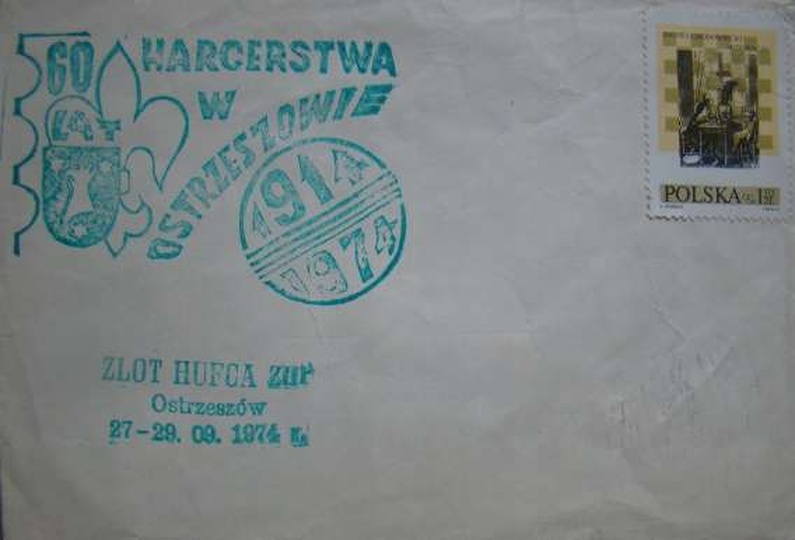 60 LAT
HARCERSTWA
W
OSTRZESZOWIE
1914
1974
POLSKA
ZLOT HUFCA ZHP
Ostrzeszów
27-29. 09. 1974